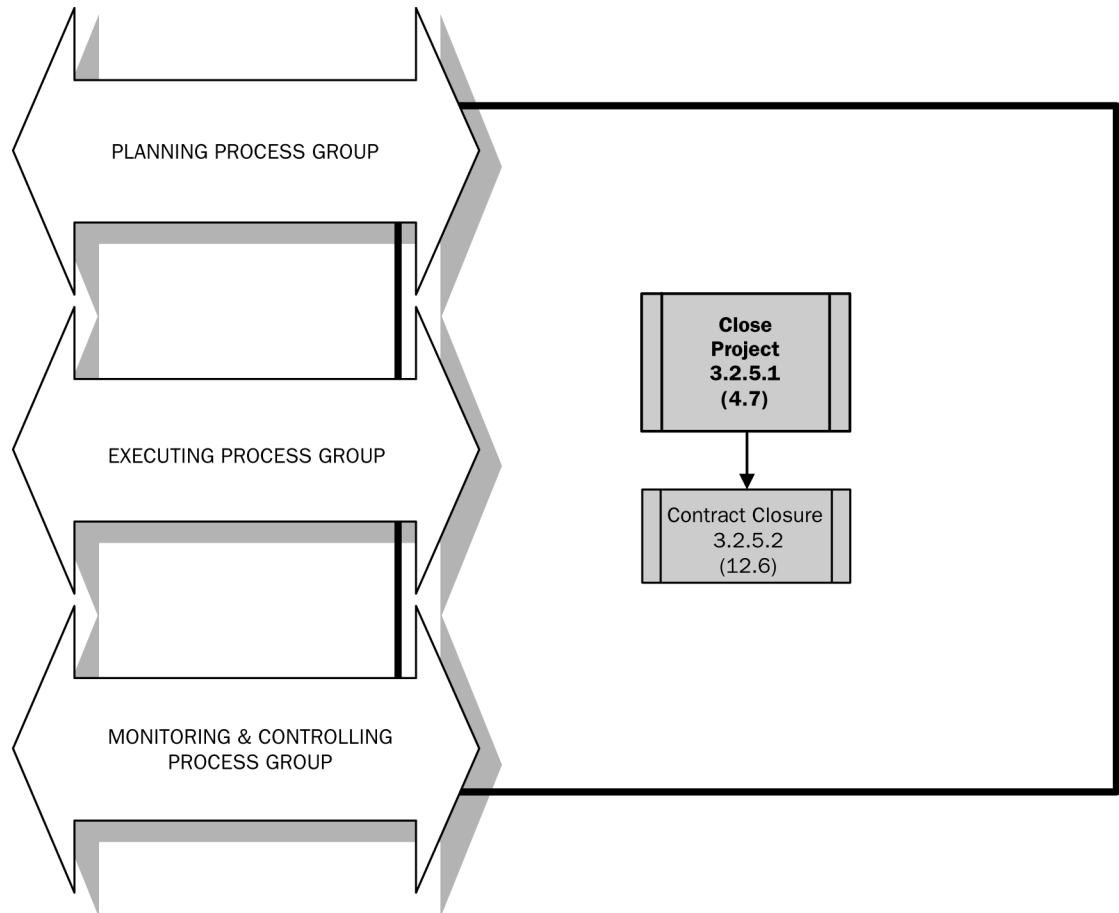 PLANNING PROCESS GROUP
Close
Project
3.2.5.1
(4.7)
EXECUTING PROCESS GROUP
Contract Closure
3.2.5.2
(12.6)
MONITORING & CONTROLLING
PROCESS GROUP